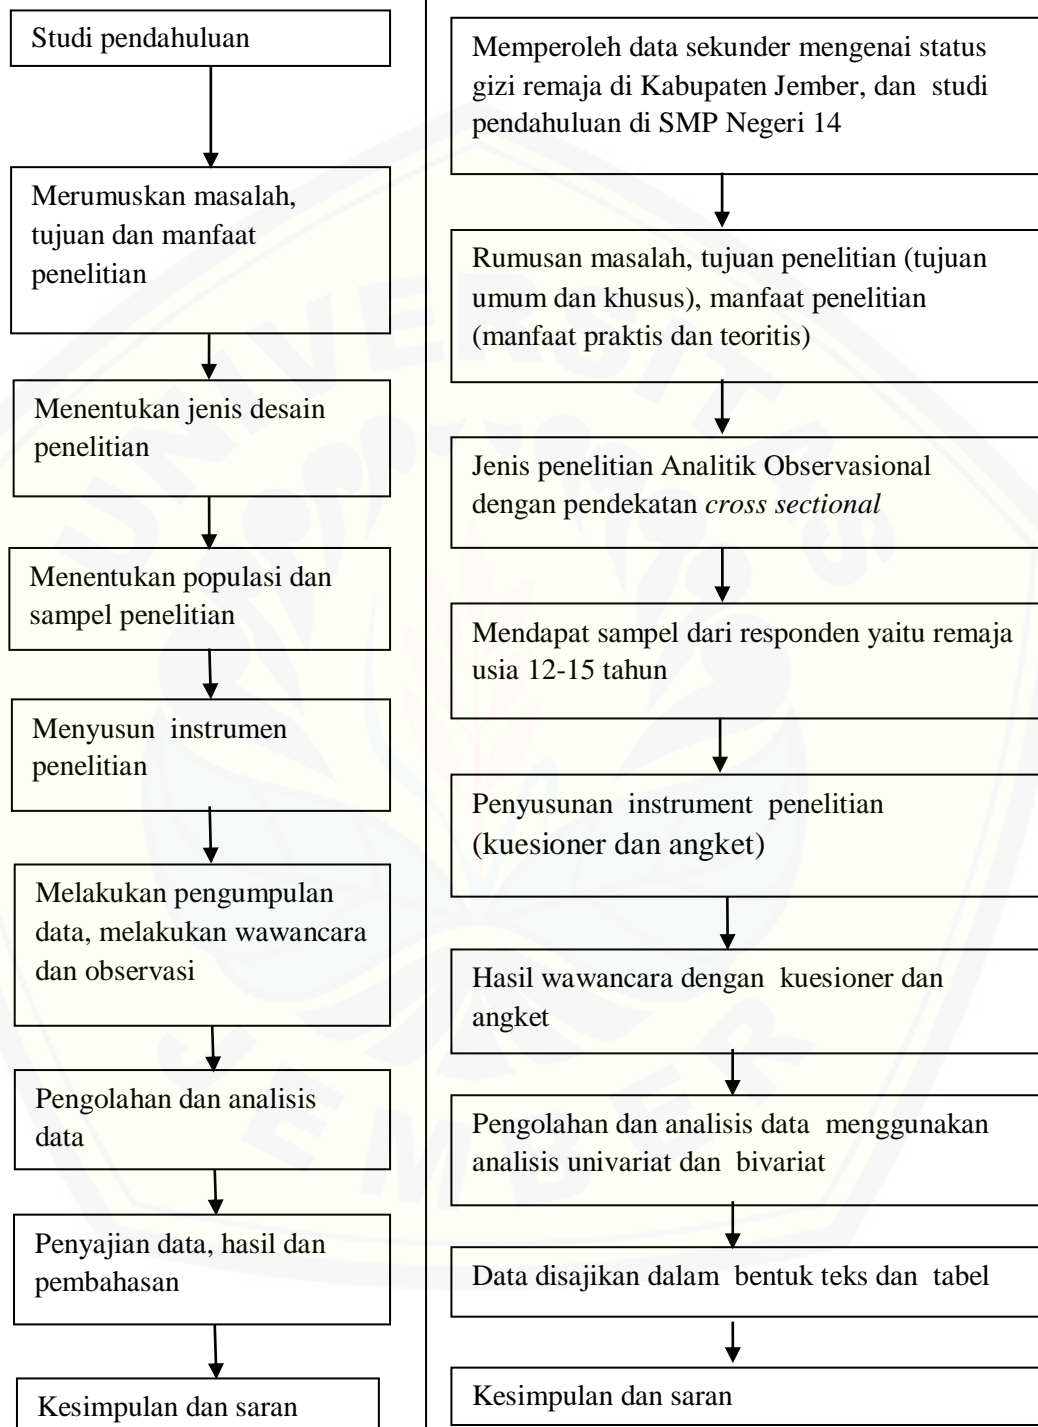 Studi pendahuluan
Merumuskan masalah,
tujuan dan manfaat
penelitian
Menentukan jenis desain
penelitian
Menentukan populasi dan
sampel penelitian
Menyusun instrumen
penelitian
Melakukan pengumpulan
data, melakukan wawancara
dan observasi
Pengolahan dan analisis
data
Penyajian data, hasil dan
pembahasan
Kesimpulan dan saran
Memperoleh data sekunder mengenai status
gizi remaja di Kabupaten Jember, dan studi
pendahuluan di SMP Negeri 14
Rumusan masalah, tujuan penelitian (tujuan
umum dan khusus), manfaat penelitian
(manfaat praktis dan teoritis)
Jenis penelitian Analitik Observasional
dengan pendekatan cross sectional
Mendapat sampel dari responden yaitu remaja
usia 12-15 tahun
Penyusunan instrument penelitian
(kuesioner dan angket)
Hasil wawancara dengan kuesioner dan
angket
Pengolahan dan analisis data menggunakan
analisis univariat dan bivariat
Data disajikan dalam bentuk teks dan tabel
Kesimpulan dan saran
UNIVERSITAS
JEMBER